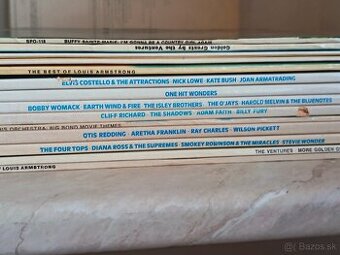 SPO-118 BUFFY SAINTE-MARIE: I'M GONNA BE A COUNTRY GIRL AGAIN
Golden Greats by the Ventures
THE BEST OF LOUIS ARMSTRONG
ELVIS COSTELLO & THE ATTRACTIONS · NICK LOWE · KATE BUSH · JOAN ARMATRADING
ONE HIT WONDERS
BOBBY WOMACK · EARTH WIND & FIRE · THE ISLEY BROTHERS · THE O'JAYS · HAROLD MELVIN & THE BLUENOTES
CLIFF RICHARD · THE SHADOWS · ADAM FAITH · BILLY FURY
HIS ORCHESTRA: BIG BOND MOVIE THEMES
OTIS REDDING · ARETHA FRANKLIN · RAY CHARLES · WILSON PICKETT
THE FOUR TOPS · DIANA ROSS & THE SUPREMES · SMOKEY ROBINSON & THE MIRACLES · STEVIE WONDER
THE VENTURES · MORE GOLDEN
LOUIS ARMSTRONG
Bazos.sk